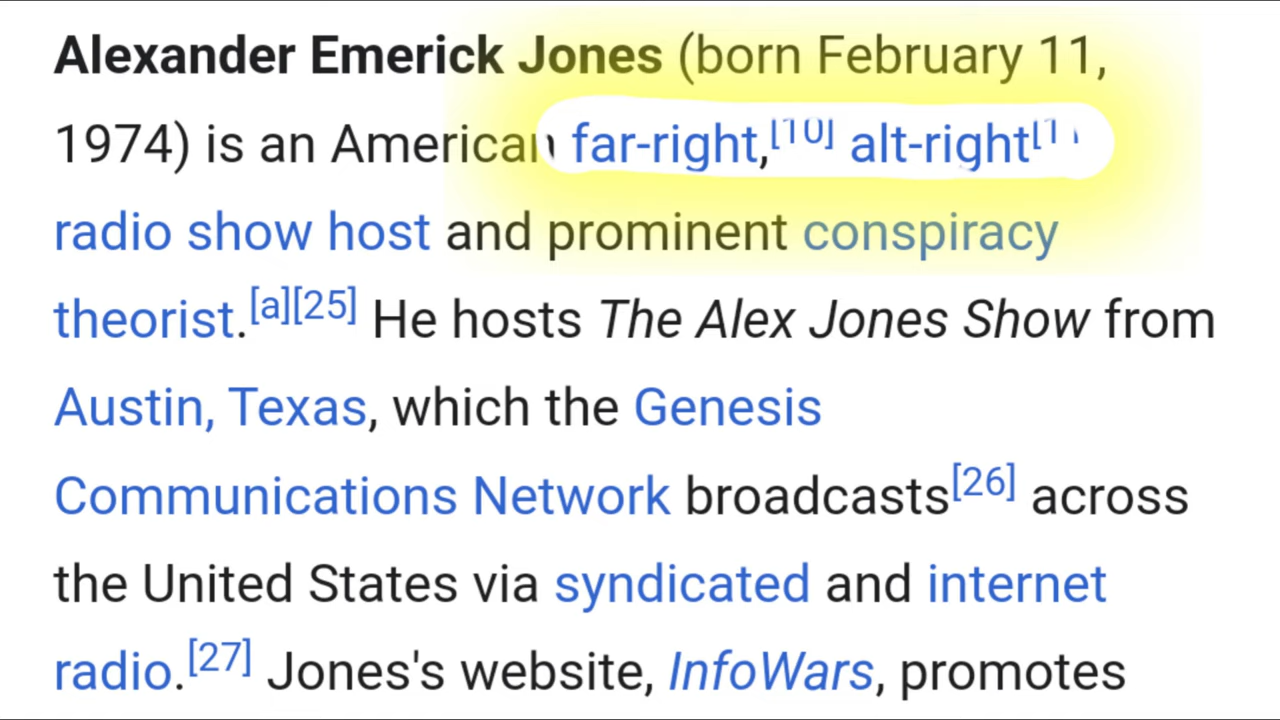 Alexander Emerick Jones (born February 11,
1974) is an American far-right,[10] alt-right[1
radio show host and prominent conspiracy
theorist.[a][25] He hosts The Alex Jones Show from
Austin, Texas, which the Genesis
Communications Network broadcasts[26] across
the United States via syndicated and internet
radio.[27] Jones's website, InfoWars, promotes